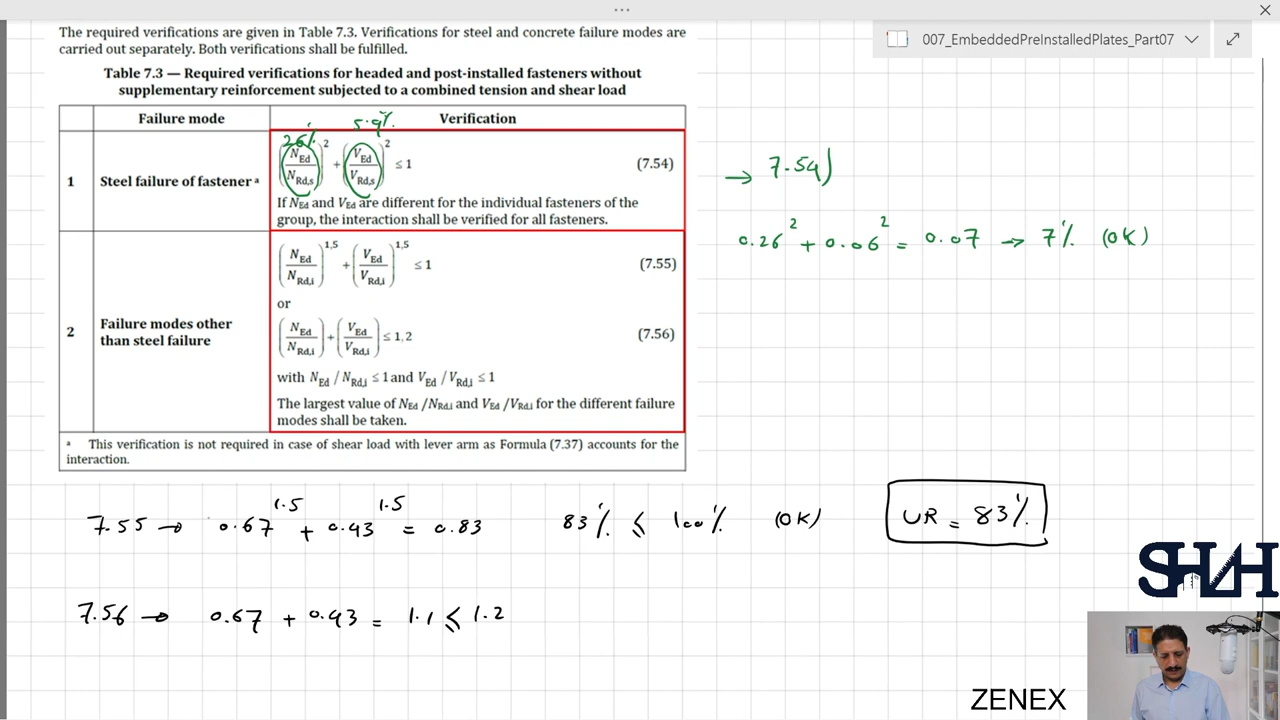 007_EmbeddedPreInstalledPlates_Part07
The required verifications are given in Table 7.3. Verifications for steel and concrete failure modes are
carried out separately. Both verifications shall be fulfilled.
Table 7.3 — Required verifications for headed and post-installed fasteners without
supplementary reinforcement subjected to a combined tension and shear load
Failure mode Verification
26% 5.9%
1 Steel failure of fastener a (NEd/NRd,s)² + (VEd/VRd,s)² ≤ 1 (7.54)
If NEd and VEd are different for the individual fasteners of the
group, the interaction shall be verified for all fasteners.
2 Failure modes other
than steel failure
(NEd/NRd,i)^1,5 + (VEd/VRd,i)^1,5 ≤ 1 (7.55)
or
(NEd/NRd,i) + (VEd/VRd,i) ≤ 1,2 (7.56)
with NEd / NRd,i ≤ 1 and VEd / VRd,i ≤ 1
The largest value of NEd /NRd,i and VEd /VRd,i for the different failure
modes shall be taken.
a This verification is not required in case of shear load with lever arm as Formula (7.37) accounts for the
interaction.
→ 7.54)
0.26² + 0.06² = 0.07 → 7% (OK)
7.55 → 0.67^1.5 + 0.43^1.5 = 0.83 83% ≤ 100% (OK)
UR = 83%
7.56 → 0.67 + 0.43 = 1.1 ≤ 1.2
SHLH
ZENEX